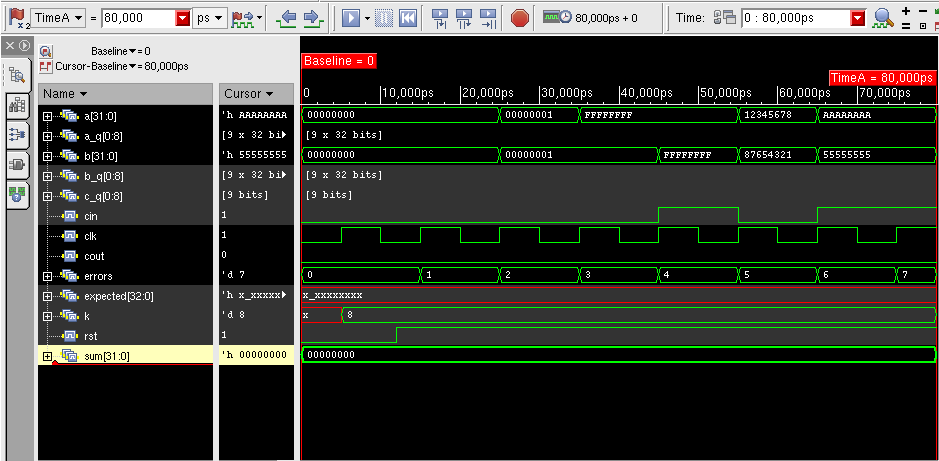 x2 TimeA = 80,000 ps 80,000ps + 0 Time: 0 : 80,000ps
Baseline = 0
Cursor-Baseline = 80,000ps
Baseline = 0
TimeA = 80,000ps
Name Cursor 0 10,000ps 20,000ps 30,000ps 40,000ps 50,000ps 60,000ps 70,000ps
a[31:0] 'h AAAAAAAA 00000000 00000001 FFFFFFFF 12345678 AAAAAAAA
a_q[0:8] [9 x 32 bi [9 x 32 bits]
b[31:0] 'h 55555555 00000000 00000001 FFFFFFFF 87654321 55555555
b_q[0:8] [9 x 32 bi [9 x 32 bits]
c_q[0:8] [9 bits] [9 bits]
cin 1
clk 1
cout 0
errors 'd 7 0 1 2 3 4 5 6 7
expected[32:0] 'h x_xxxxx x_xxxxxxxx
k 'd 8 x 8
rst 1
sum[31:0] 'h 00000000 00000000